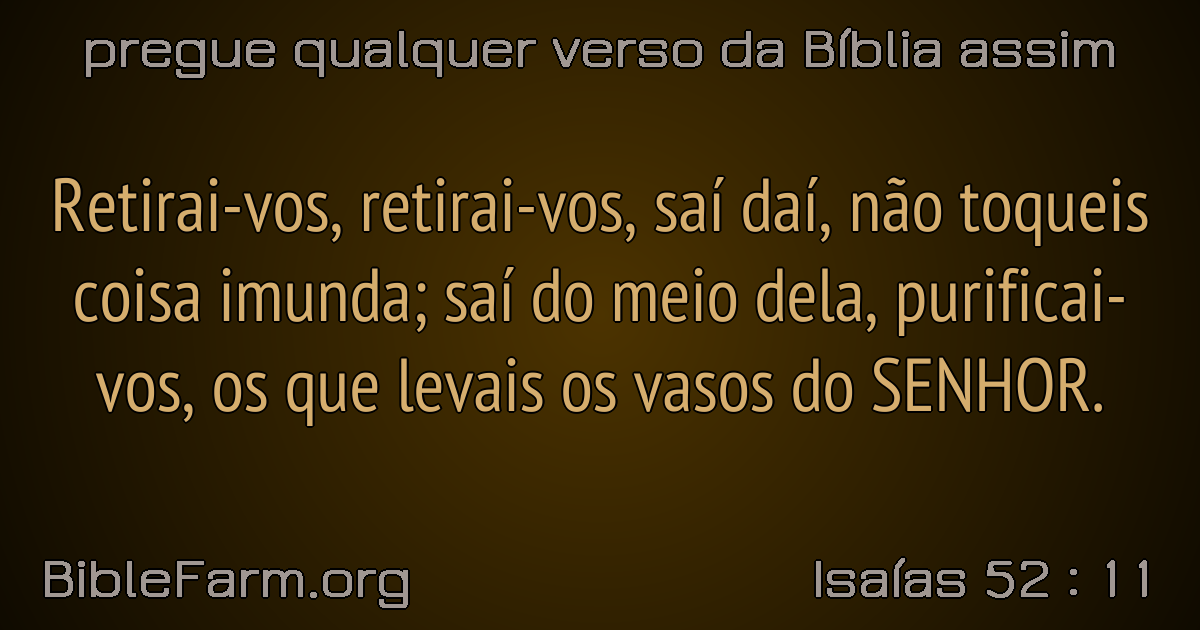 pregue qualquer verso da Bíblia assim
Retirai-vos, retirai-vos, saí daí, não toqueis
coisa imunda; saí do meio dela, purificai-
vos, os que levais os vasos do SENHOR.
BibleFarm.org
Isaías 52 : 11